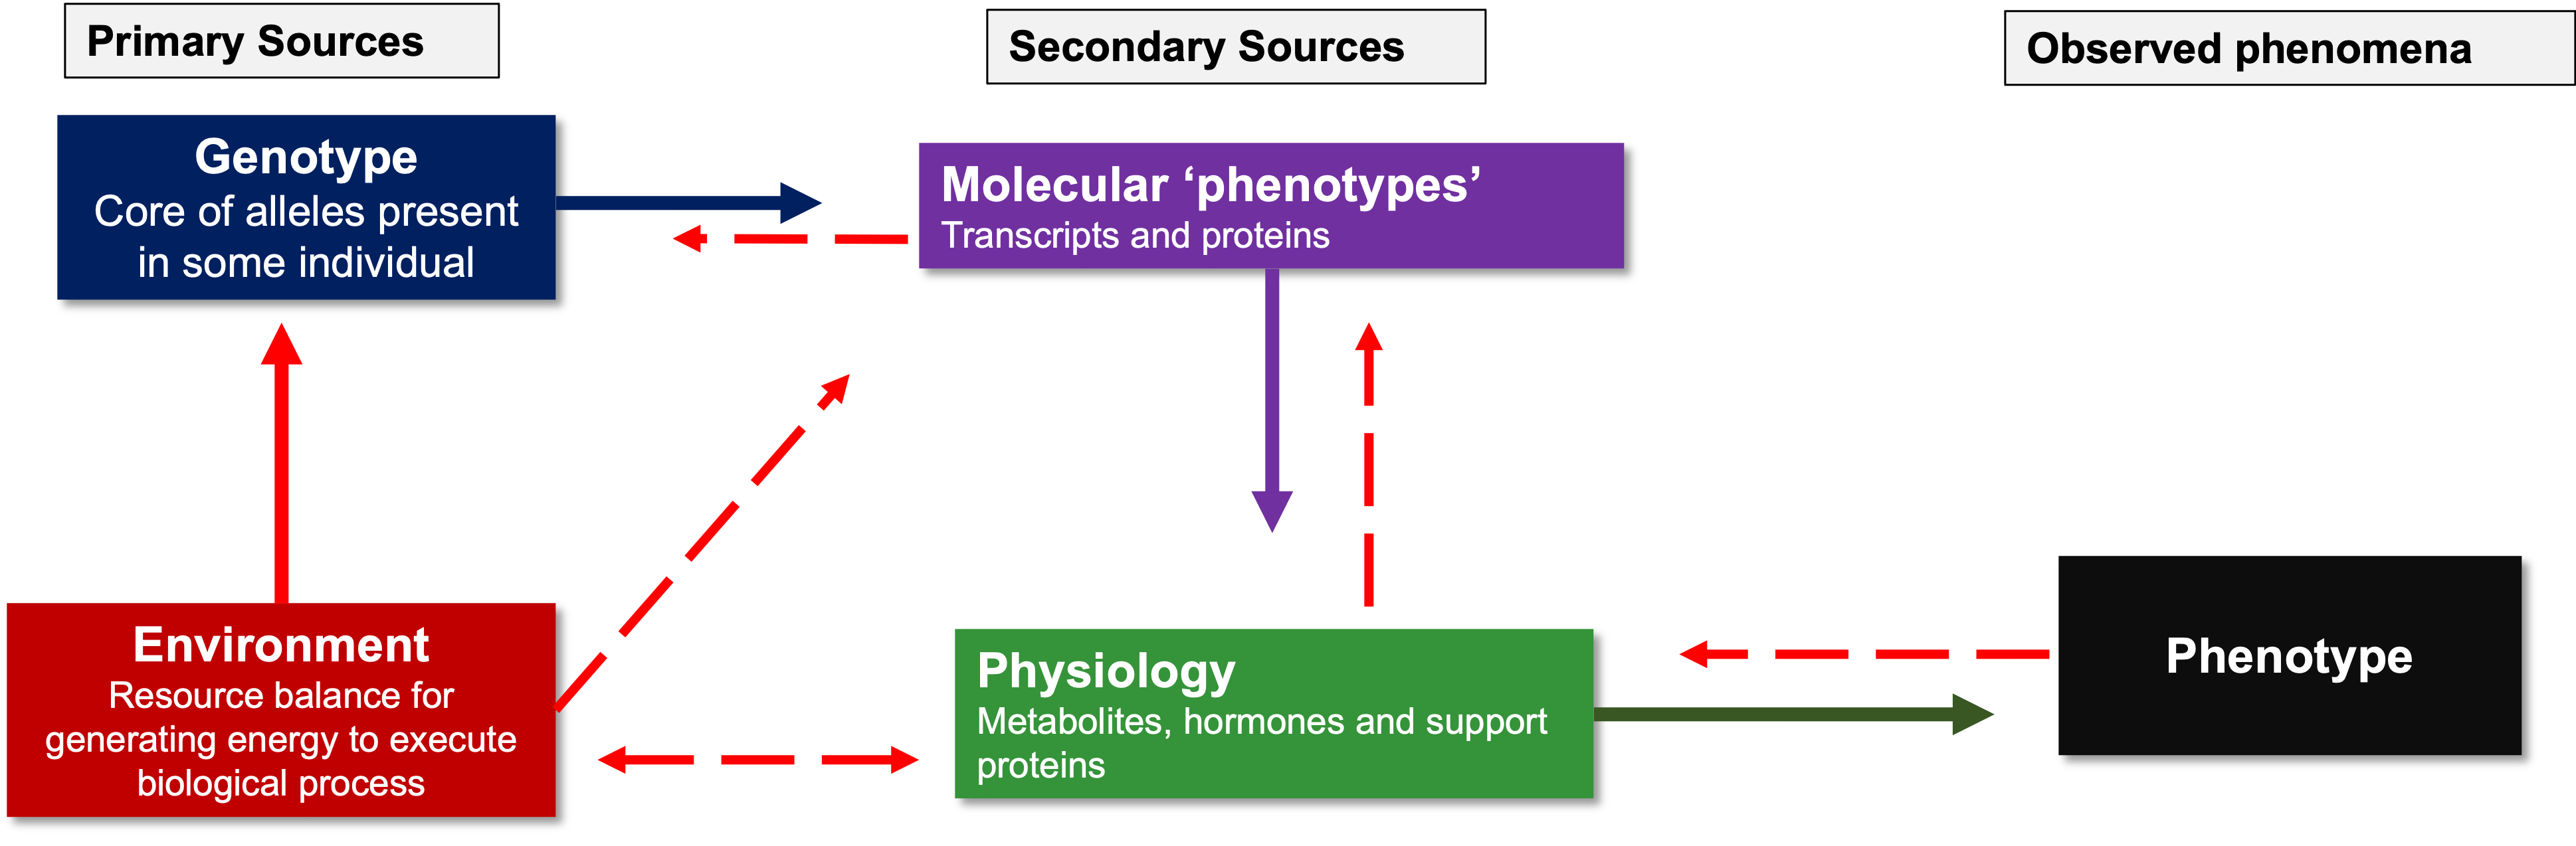 Primary Sources
Secondary Sources
Observed phenomena
Genotype
Core of alleles present
in some individual
Molecular ‘phenotypes’
Transcripts and proteins
Environment
Resource balance for
generating energy to execute
biological process
Physiology
Metabolites, hormones and support
proteins
Phenotype